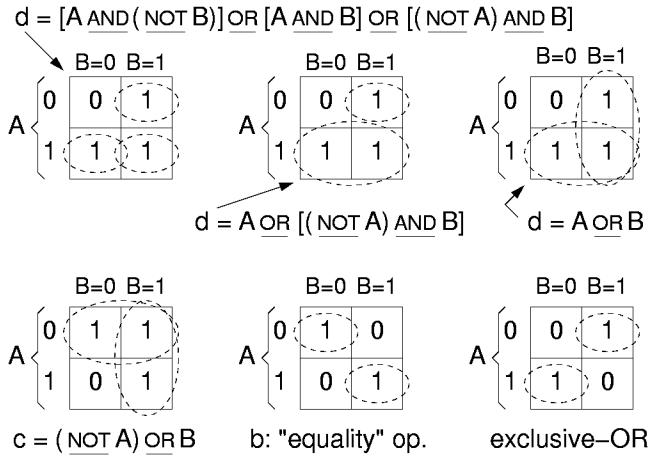 d = [A AND (NOT B)] OR [A AND B] OR [(NOT A) AND B]
B=0 B=1 B=0 B=1 B=0 B=1
0 0 1 0 0 1 0 0 1
A A A
1 1 1 1 1 1 1 1 1
d = A OR [(NOT A) AND B] d = A OR B
B=0 B=1 B=0 B=1 B=0 B=1
0 1 1 0 1 0 0 0 1
A A A
1 0 1 1 0 1 1 1 0
c = (NOT A) OR B b: "equality" op. exclusive-OR